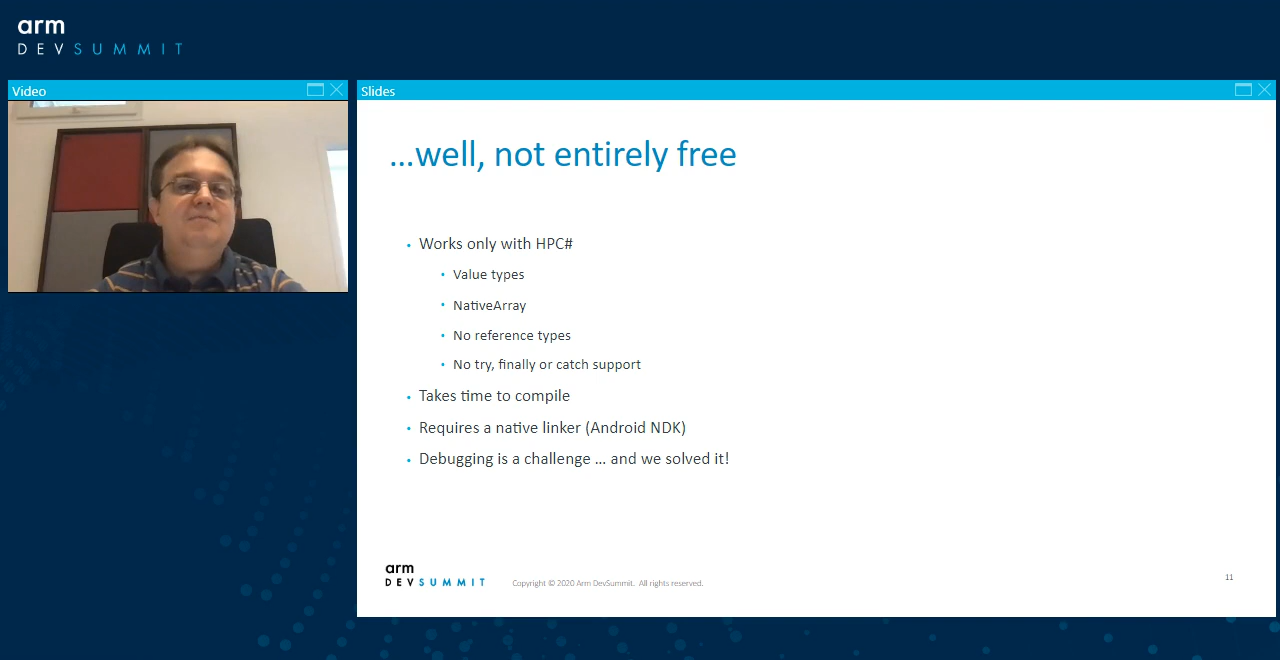 arm
DEVSUMMIT
Video
Slides
...well, not entirely free
• Works only with HPC#
• Value types
• NativeArray
• No reference types
• No try, finally or catch support
• Takes time to compile
• Requires a native linker (Android NDK)
• Debugging is a challenge ... and we solved it!
arm
DEVSUMMIT
Copyright © 2020 Arm DevSummit. All rights reserved.
11